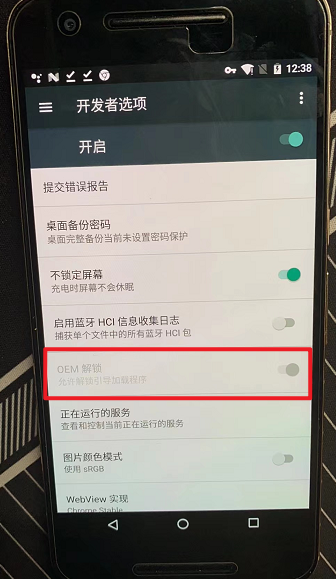 12:38
开发者选项
开启
提交错误报告
桌面备份密码
桌面完整备份当前未设置密码保护
不锁定屏幕
充电时屏幕不会休眠
启用蓝牙 HCI 信息收集日志
捕获单个文件中的所有蓝牙 HCI 包
OEM 解锁
允许解锁引导加载程序
正在运行的服务
查看和控制当前正在运行的服务
图片颜色模式
使用 sRGB
WebView 实现
Chrome Stable